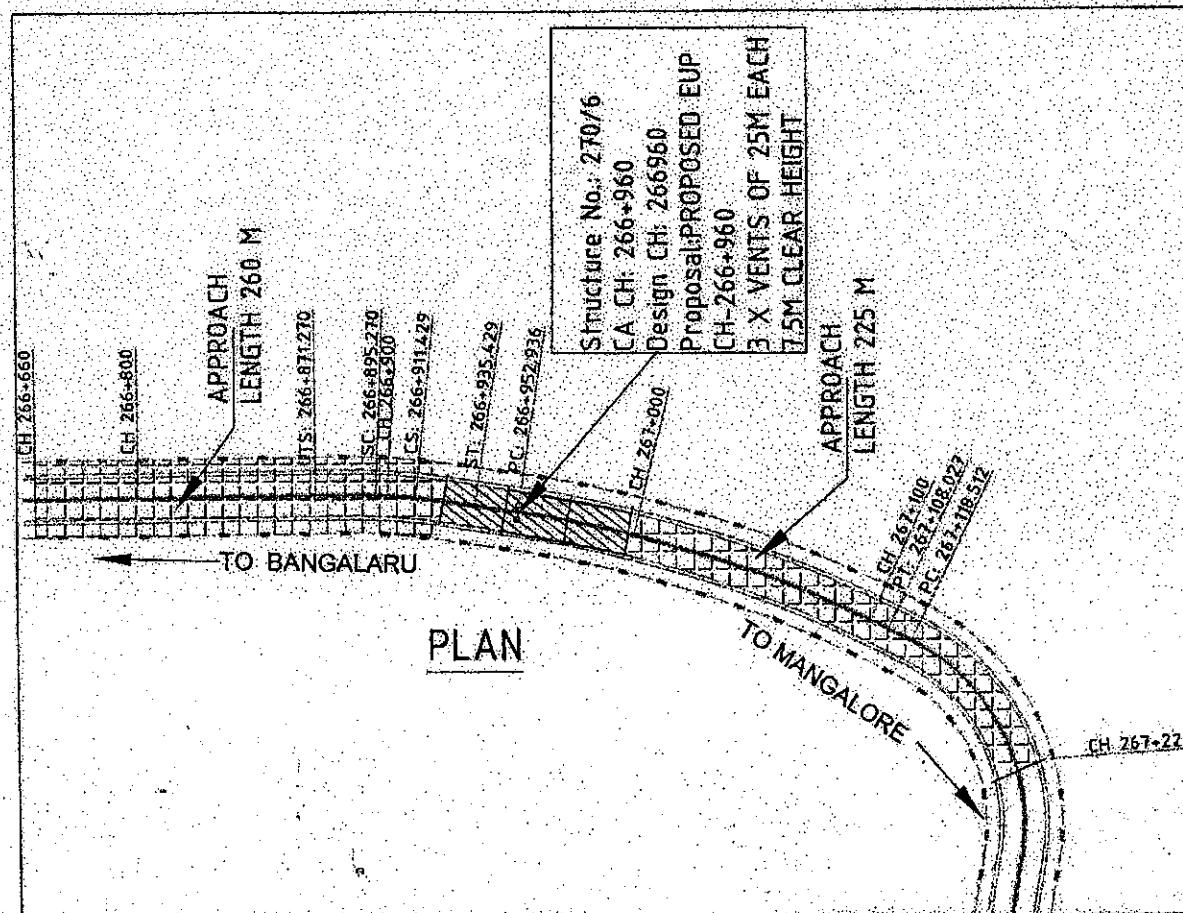 Structure No.: 270/6
CA CH: 266+960
Design CH: 266960
Proposal:PROPOSED EUP
CH-266+960
3 X VENTS OF 25M EACH
7.5M CLEAR HEIGHT
APPROACH
LENGTH 260 M
CH 266+660
CH 266+800
TS: 266+871.270
SC: 266+895.270
CH 266+900
CS: 266+911.429
ST: 266+935.429
PC: 266+952.936
CH 267+000
APPROACH
LENGTH 225 M
CH 267+100
PT: 267+108.027
PC: 267+118.512
TO BANGALARU
PLAN
TO MANGALORE
CH 267+22